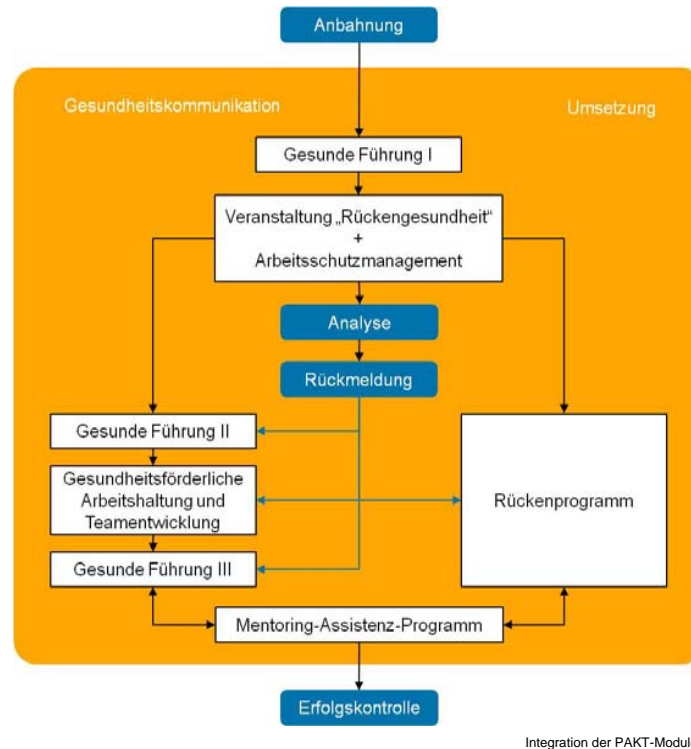 Anbahnung
Gesundheitskommunikation
Umsetzung
Gesunde Führung I
Veranstaltung „Rückengesundheit“
+
Arbeitsschutzmanagement
Analyse
Rückmeldung
Gesunde Führung II
Gesundheitsförderliche
Arbeitshaltung und
Teamentwicklung
Gesunde Führung III
Rückenprogramm
Mentoring-Assistenz-Programm
Erfolgskontrolle
Integration der PAKT-Module